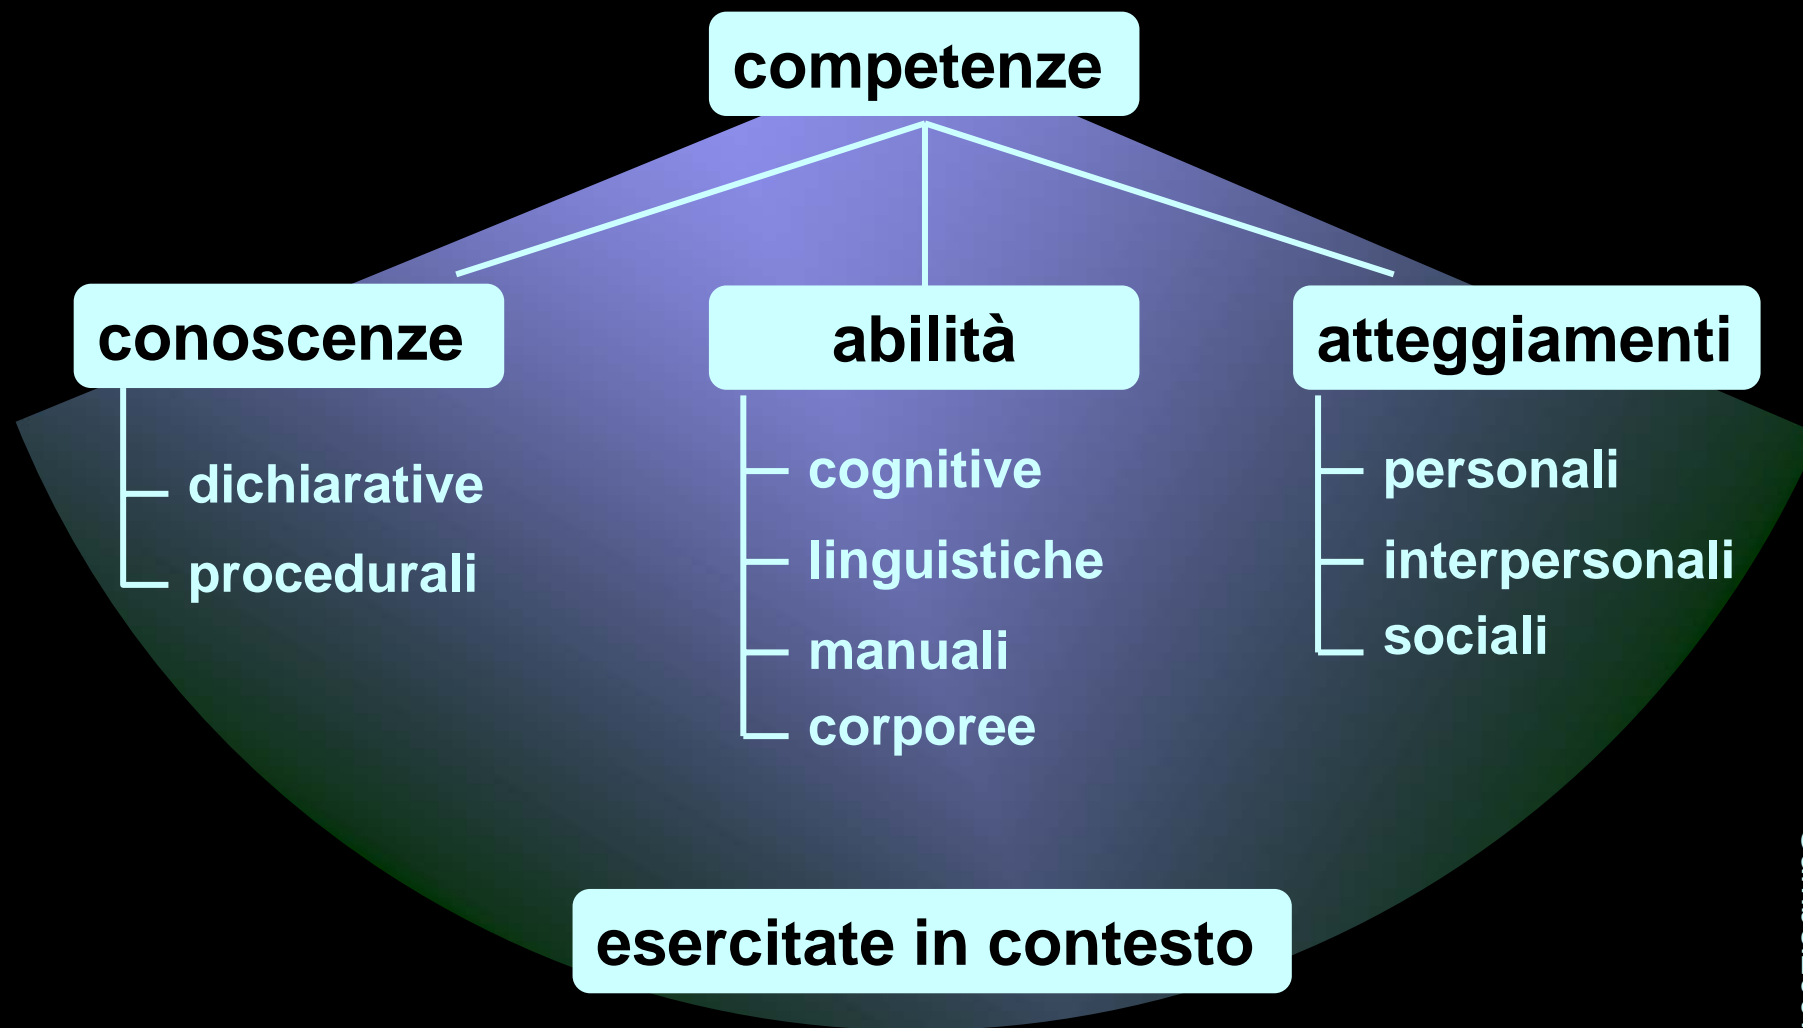 competenze
conoscenze
dichiarative
procedurali
abilità
cognitive
linguistiche
manuali
corporee
atteggiamenti
personali
interpersonali
sociali
esercitate in contesto